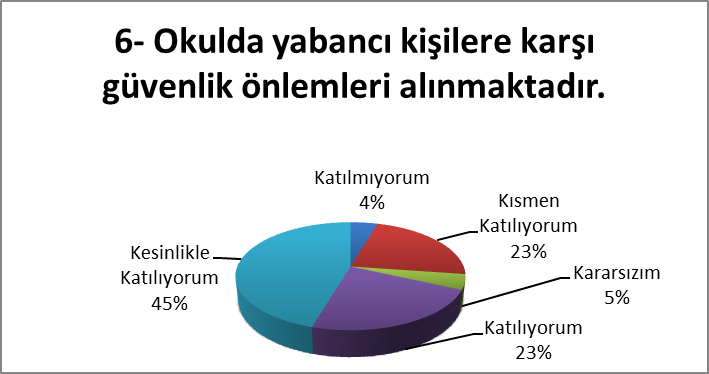 6- Okulda yabancı kişilere karşı
güvenlik önlemleri alınmaktadır.
Katılmıyorum
4%
Kısmen
Katılıyorum
23%
Kararsızım
5%
Katılıyorum
23%
Kesinlikle
Katılıyorum
45%